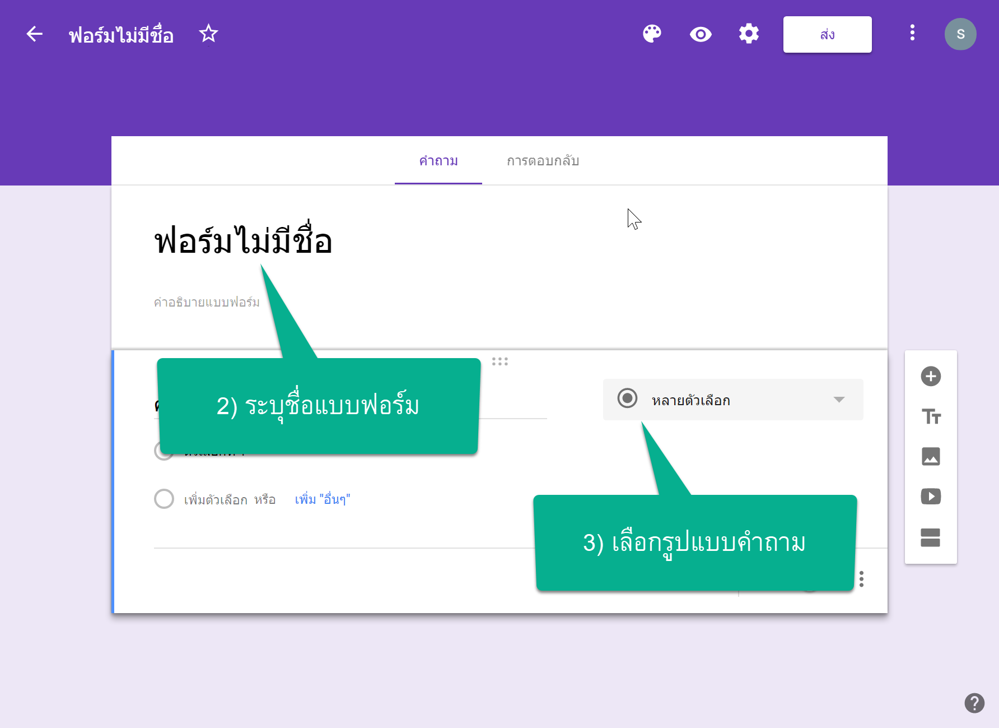 ฟอร์มไม่มีชื่อ
ส่ง
S
คำถาม
การตอบกลับ
ฟอร์มไม่มีชื่อ
คำอธิบายแบบฟอร์ม
2) ระบุชื่อแบบฟอร์ม
หลายตัวเลือก
เพิ่มตัวเลือก หรือ เพิ่ม "อื่นๆ"
3) เลือกรูปแบบคำถาม